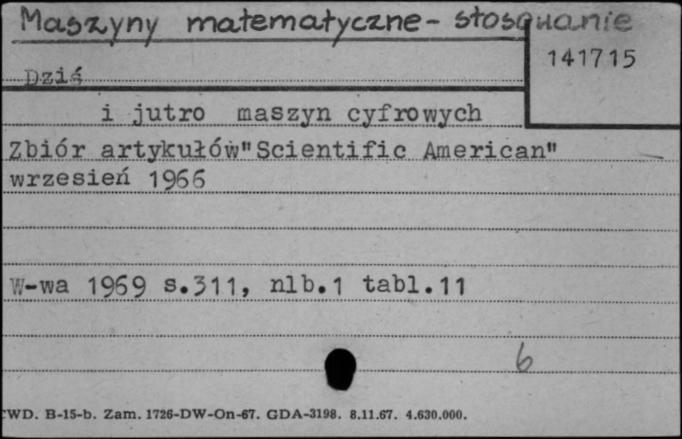 Maszyny matematyczne - stosowanie
141715
Dziś
i jutro maszyn cyfrowych
Zbiór artykułów"Scientific American"
wrzesień 1966
W-wa 1969 s.311, nlb.1 tabl.11
6
CWD. B-15-b. Zam. 1726-DW-On-67. GDA-3198. 8.11.67. 4.630.000.